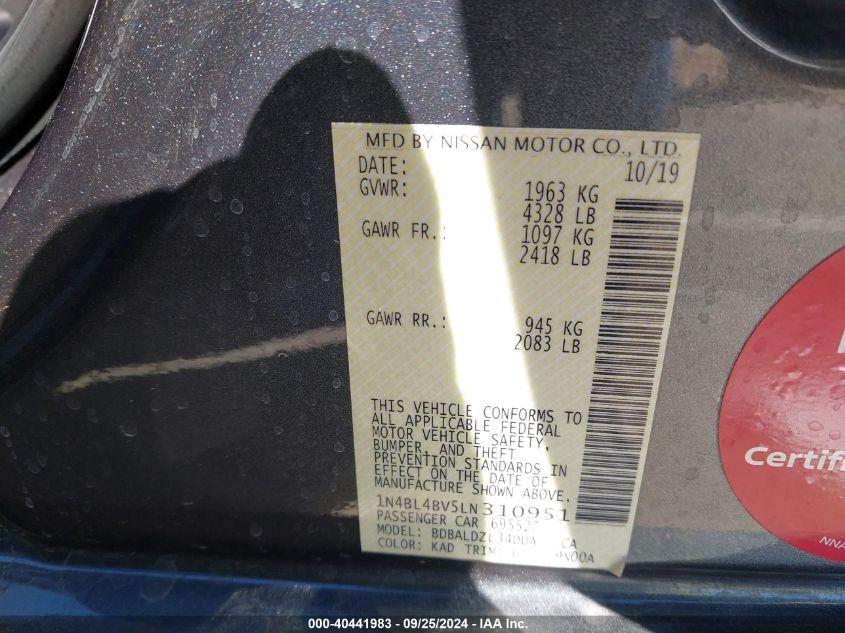 MFD BY NISSAN MOTOR CO., LTD.
DATE: 10/19
GVWR: 1963 KG
4328 LB
GAWR FR.: 1097 KG
2418 LB
GAWR RR.: 945 KG
2083 LB
THIS VEHICLE CONFORMS TO
ALL APPLICABLE FEDERAL
MOTOR VEHICLE SAFETY,
BUMPER, AND THEFT
PREVENTION STANDARDS IN
EFFECT ON THE DATE OF
MANUFACTURE SHOWN ABOVE.
1N4BL4BV5LN310951
PASSENGER CAR
MODEL: CA
COLOR: KAD TRIM:
Certif
NNA
000-40441983 - 09/25/2024 - IAA Inc.